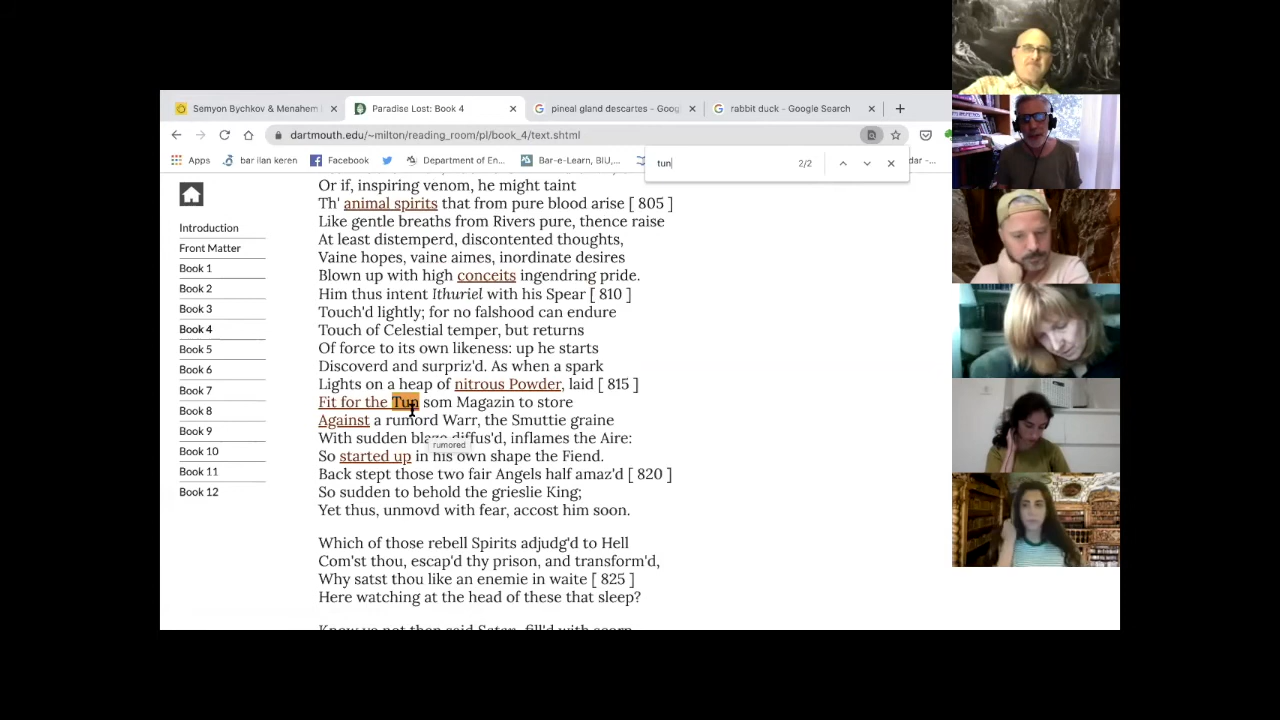 Semyon Bychkov & Menahem
Paradise Lost: Book 4
pineal gland descartes - Goog
rabbit duck - Google Search
dartmouth.edu/~milton/reading_room/pl/book_4/text.shtml
Apps
bar ilan keren
Facebook
Department of En...
Bar-e-Learn, BIU,...
dar -...
tun
2/2
Introduction
Front Matter
Book 1
Book 2
Book 3
Book 4
Book 5
Book 6
Book 7
Book 8
Book 9
Book 10
Book 11
Book 12
Or if, inspiring venom, he might taint
Th' animal spirits that from pure blood arise [ 805 ]
Like gentle breaths from Rivers pure, thence raise
At least distemperd, discontented thoughts,
Vaine hopes, vaine aimes, inordinate desires
Blown up with high conceits ingendring pride.
Him thus intent Ithuriel with his Spear [ 810 ]
Touch'd lightly; for no falshood can endure
Touch of Celestial temper, but returns
Of force to its own likeness: up he starts
Discoverd and surpriz'd. As when a spark
Lights on a heap of nitrous Powder, laid [ 815 ]
Fit for the Tun som Magazin to store
Against a rumord Warr, the Smuttie graine
With sudden blaze diffus'd, inflames the Aire:
rumored
So started up in his own shape the Fiend.
Back stept those two fair Angels half amaz'd [ 820 ]
So sudden to behold the grieslie King;
Yet thus, unmovd with fear, accost him soon.
Which of those rebell Spirits adjudg'd to Hell
Com'st thou, escap'd thy prison, and transform'd,
Why satst thou like an enemie in waite [ 825 ]
Here watching at the head of these that sleep?
Know ye not then said Satan, fill'd with scorn